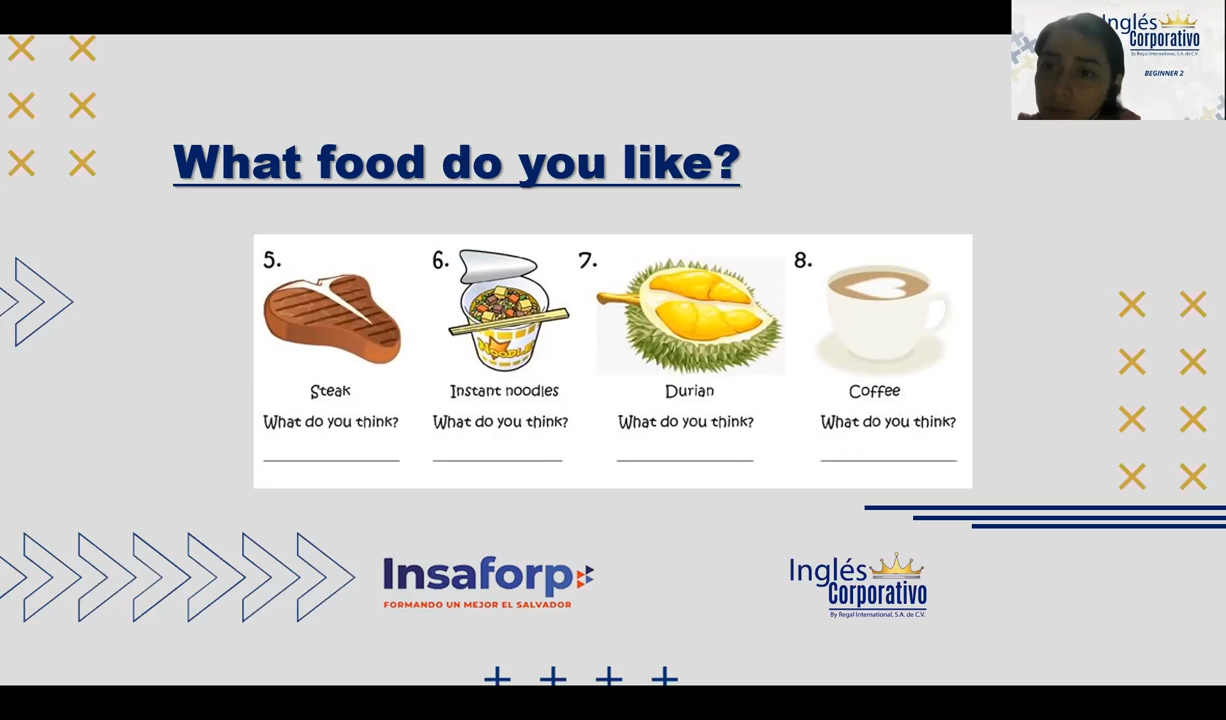 Inglés
Corporativo
By Regal International, S.A. de C.V.
BEGINNER 2
What food do you like?
5. 6. 7. 8.
NOODLE
Steak Instant noodles Durian Coffee
What do you think? What do you think? What do you think? What do you think?
Insaforp
FORMANDO UN MEJOR EL SALVADOR
Inglés
Corporativo
By Regal International, S.A. de C.V.